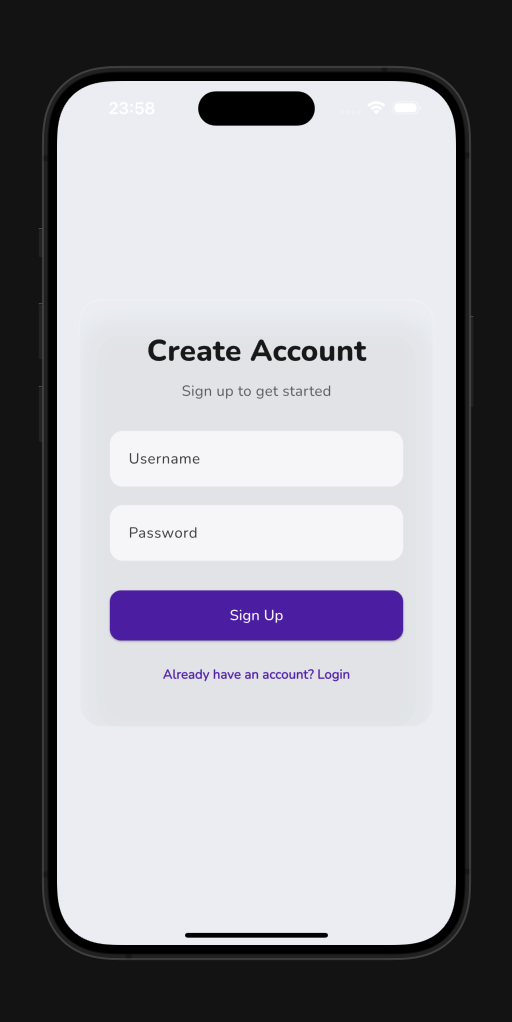 23:58
Create Account
Sign up to get started
Username
Password
Sign Up
Already have an account? Login